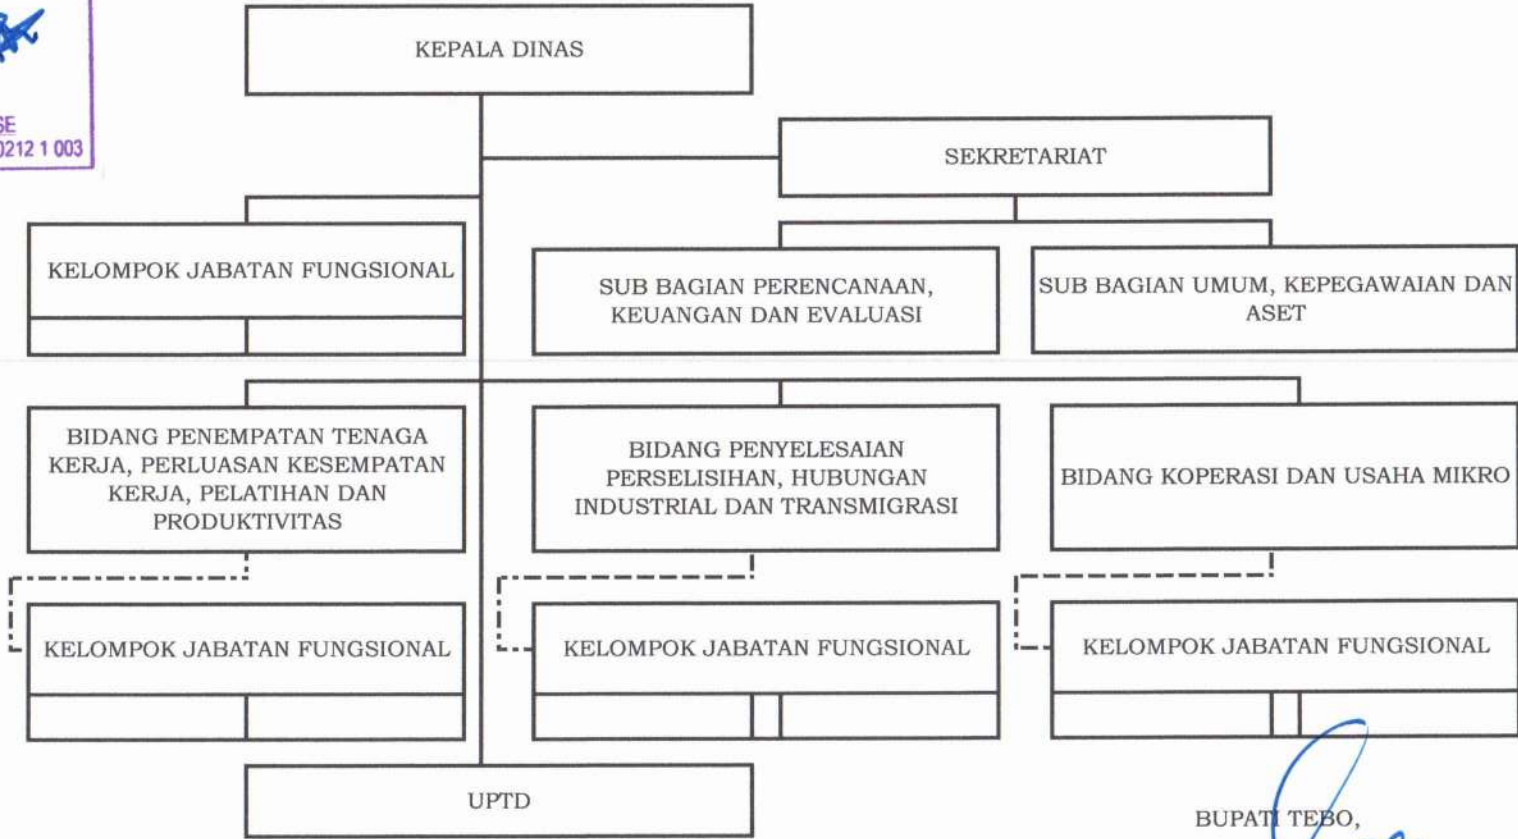 KEPALA DINAS
SE
0212 1 003
SEKRETARIAT
KELOMPOK JABATAN FUNGSIONAL
SUB BAGIAN PERENCANAAN,
KEUANGAN DAN EVALUASI
SUB BAGIAN UMUM, KEPEGAWAIAN DAN
ASET
BIDANG PENEMPATAN TENAGA
KERJA, PERLUASAN KESEMPATAN
KERJA, PELATIHAN DAN
PRODUKTIVITAS
BIDANG PENYELESAIAN
PERSELISIHAN, HUBUNGAN
INDUSTRIAL DAN TRANSMIGRASI
BIDANG KOPERASI DAN USAHA MIKRO
KELOMPOK JABATAN FUNGSIONAL
KELOMPOK JABATAN FUNGSIONAL
KELOMPOK JABATAN FUNGSIONAL
UPTD
BUPATI TEBO,